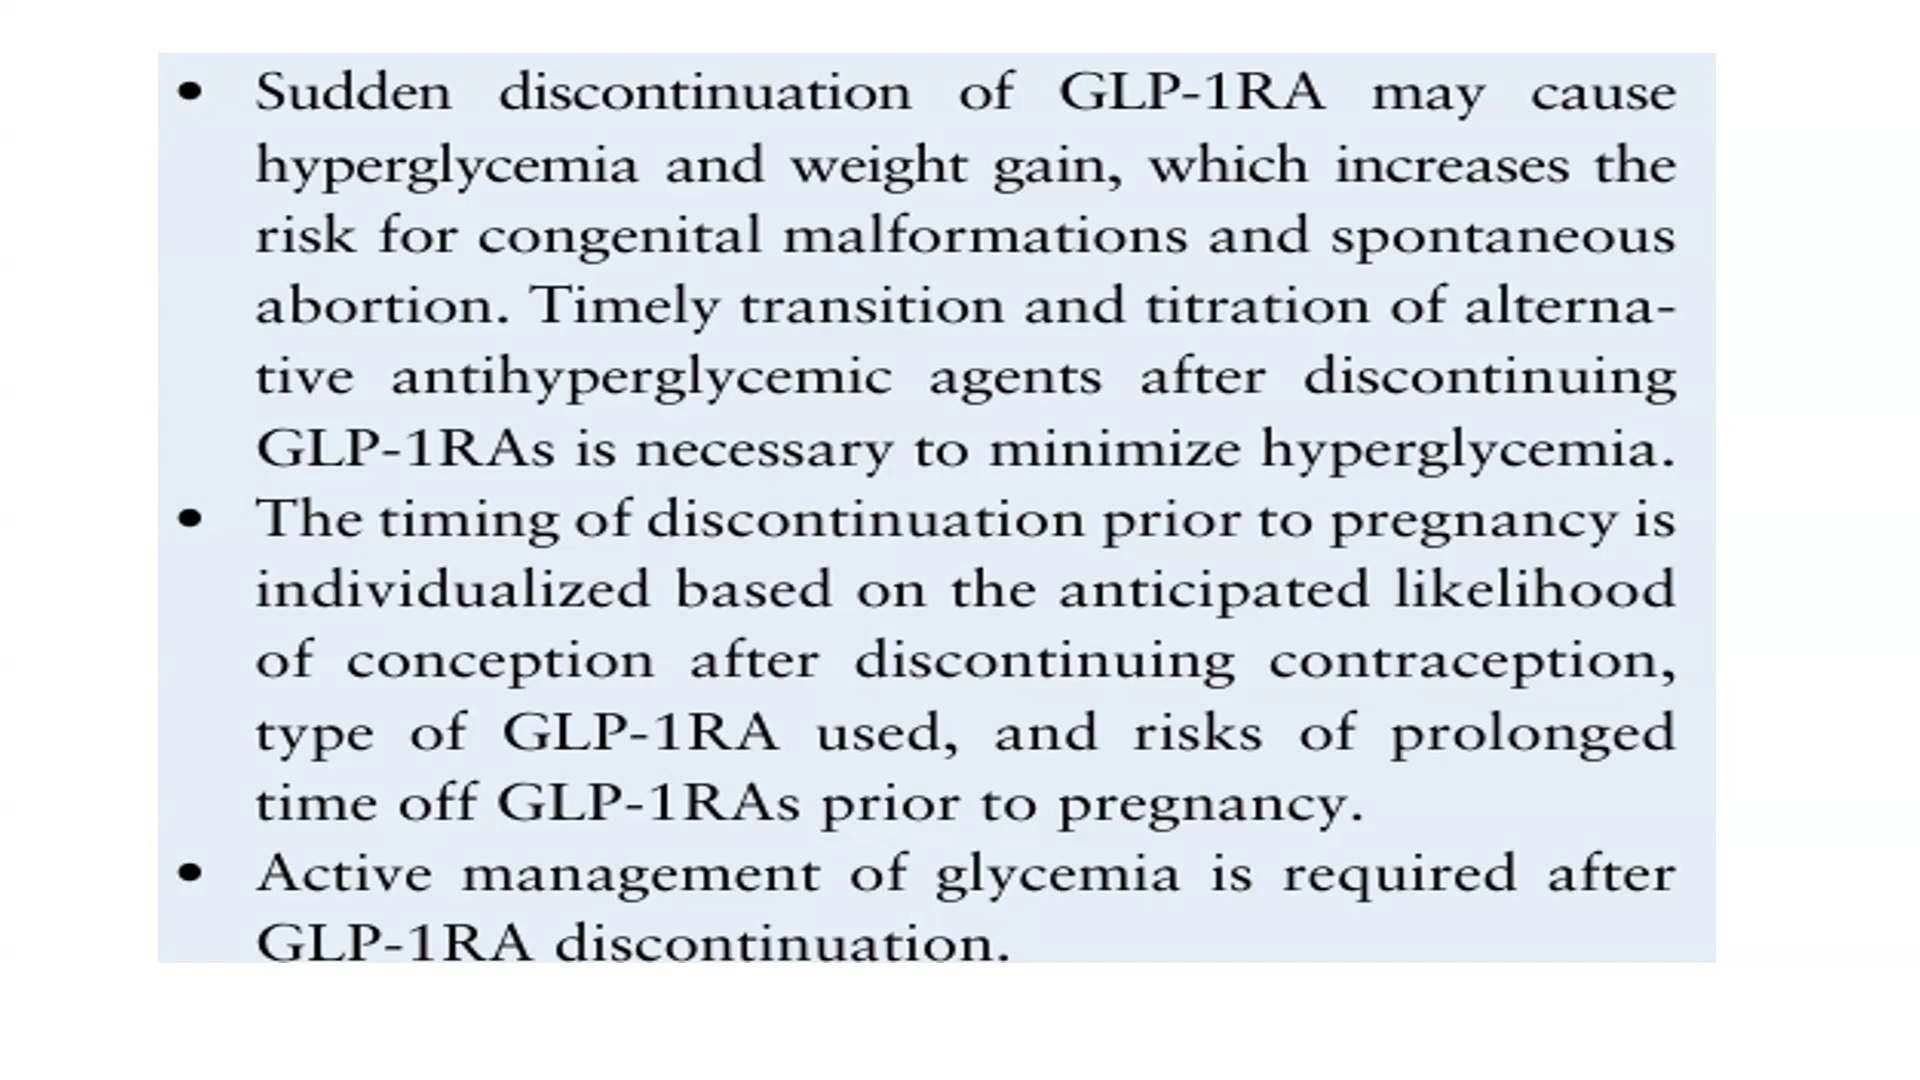 • Sudden discontinuation of GLP-1RA may cause
hyperglycemia and weight gain, which increases the
risk for congenital malformations and spontaneous
abortion. Timely transition and titration of alterna-
tive antihyperglycemic agents after discontinuing
GLP-1RAs is necessary to minimize hyperglycemia.
• The timing of discontinuation prior to pregnancy is
individualized based on the anticipated likelihood
of conception after discontinuing contraception,
type of GLP-1RA used, and risks of prolonged
time off GLP-1RAs prior to pregnancy.
• Active management of glycemia is required after
GLP-1RA discontinuation.